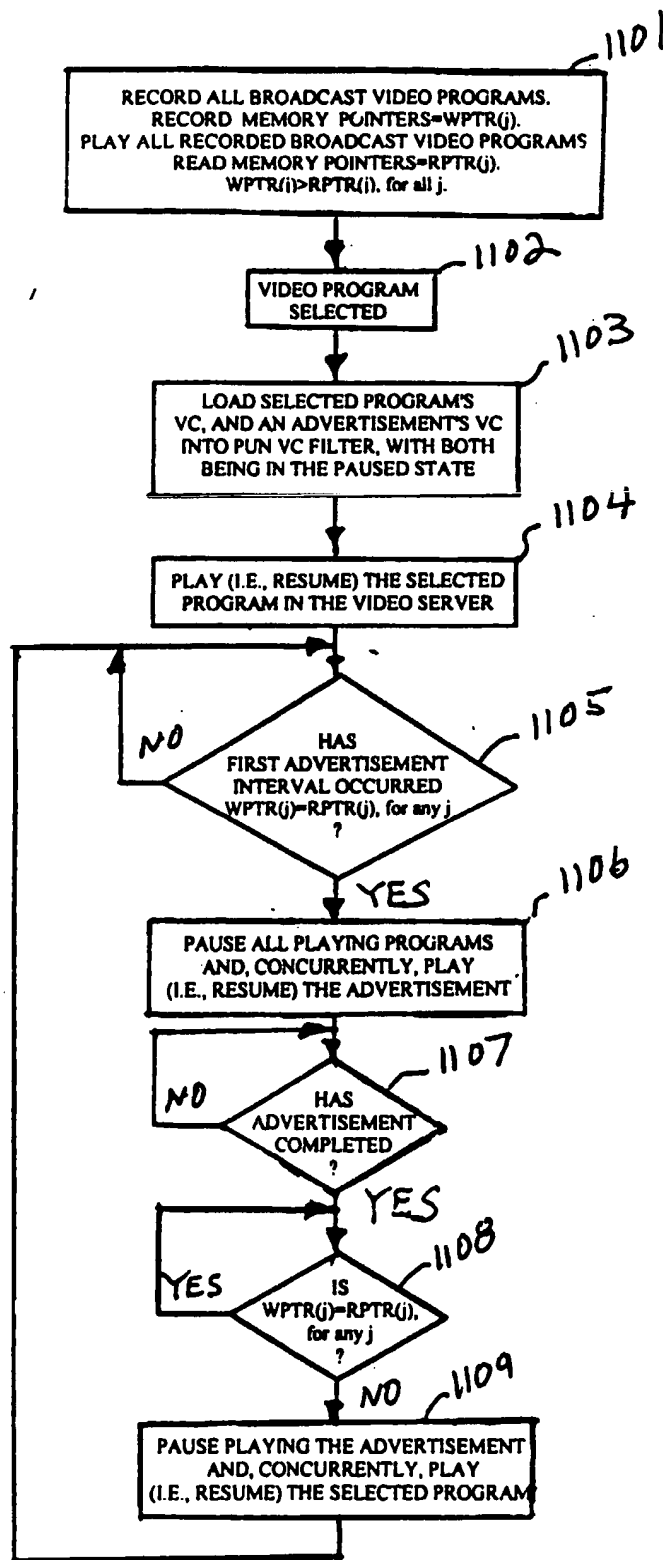 1101
RECORD ALL BROADCAST VIDEO PROGRAMS.
RECORD MEMORY POINTERS=WPTR(j).
PLAY ALL RECORDED BROADCAST VIDEO PROGRAMS
READ MEMORY POINTERS=RPTR(j).
WPTR(j)>RPTR(j), for all j.
1102
VIDEO PROGRAM
SELECTED
1103
LOAD SELECTED PROGRAM'S
VC, AND AN ADVERTISEMENT'S VC
INTO PUN VC FILTER, WITH BOTH
BEING IN THE PAUSED STATE
1104
PLAY (I.E., RESUME) THE SELECTED
PROGRAM IN THE VIDEO SERVER
1105
NO
HAS
FIRST ADVERTISEMENT
INTERVAL OCCURRED
WPTR(j)=RPTR(j), for any j
?
YES
1106
PAUSE ALL PLAYING PROGRAMS
AND, CONCURRENTLY, PLAY
(I.E., RESUME) THE ADVERTISEMENT
1107
NO
HAS
ADVERTISEMENT
COMPLETED
?
YES
1108
YES
IS
WPTR(j)=RPTR(j),
for any j
?
NO
1109
PAUSE PLAYING THE ADVERTISEMENT
AND, CONCURRENTLY, PLAY
(I.E., RESUME) THE SELECTED PROGRAM